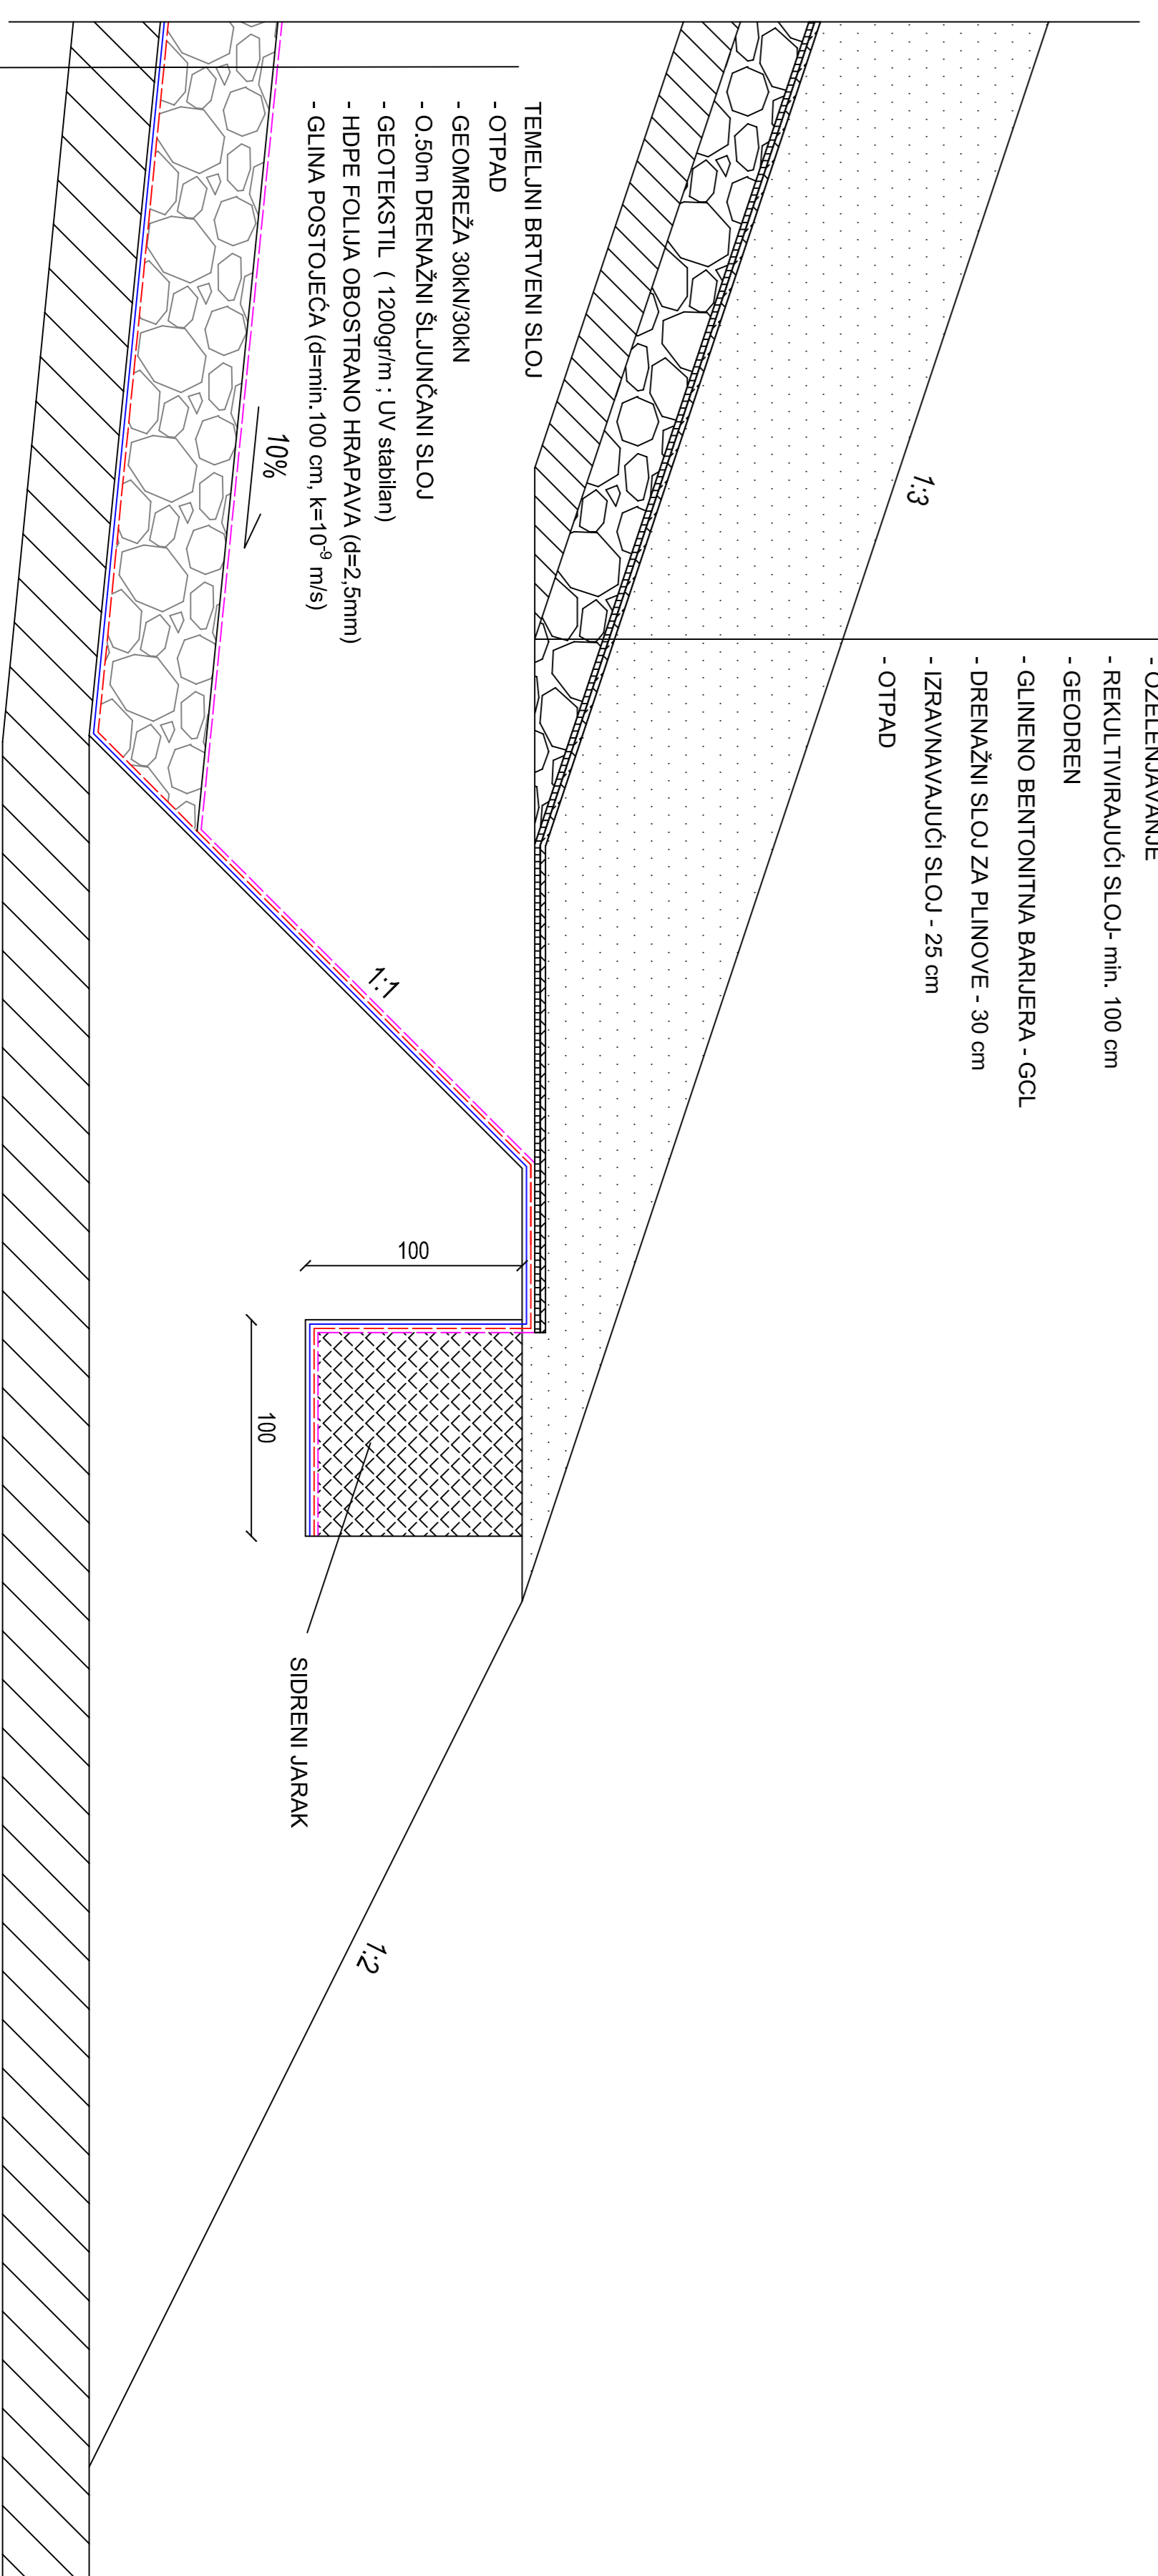 - OZELENJAVANJE
- REKULTIVIRAJUĆI SLOJ- min. 100 cm
- GEODREN
- GLINENO BENTONITNA BARIJERA - GCL
- DRENAŽNI SLOJ ZA PLINOVE - 30 cm
- IZRAVNAVAJUĆI SLOJ - 25 cm
- OTPAD
1:3
TEMELJNI BRTVENI SLOJ
- OTPAD
- GEOMREŽA 30kN/30kN
- O.50m DRENAŽNI ŠLJUNČANI SLOJ
- GEOTEKSTIL ( 1200gr/m ; UV stabilan)
- HDPE FOLIJA OBOSTRANO HRAPAVA (d=2,5mm)
- GLINA POSTOJEĆA (d=min.100 cm, k=10⁻⁹ m/s)
10%
1:1
100
100
SIDRENI JARAK
1:2